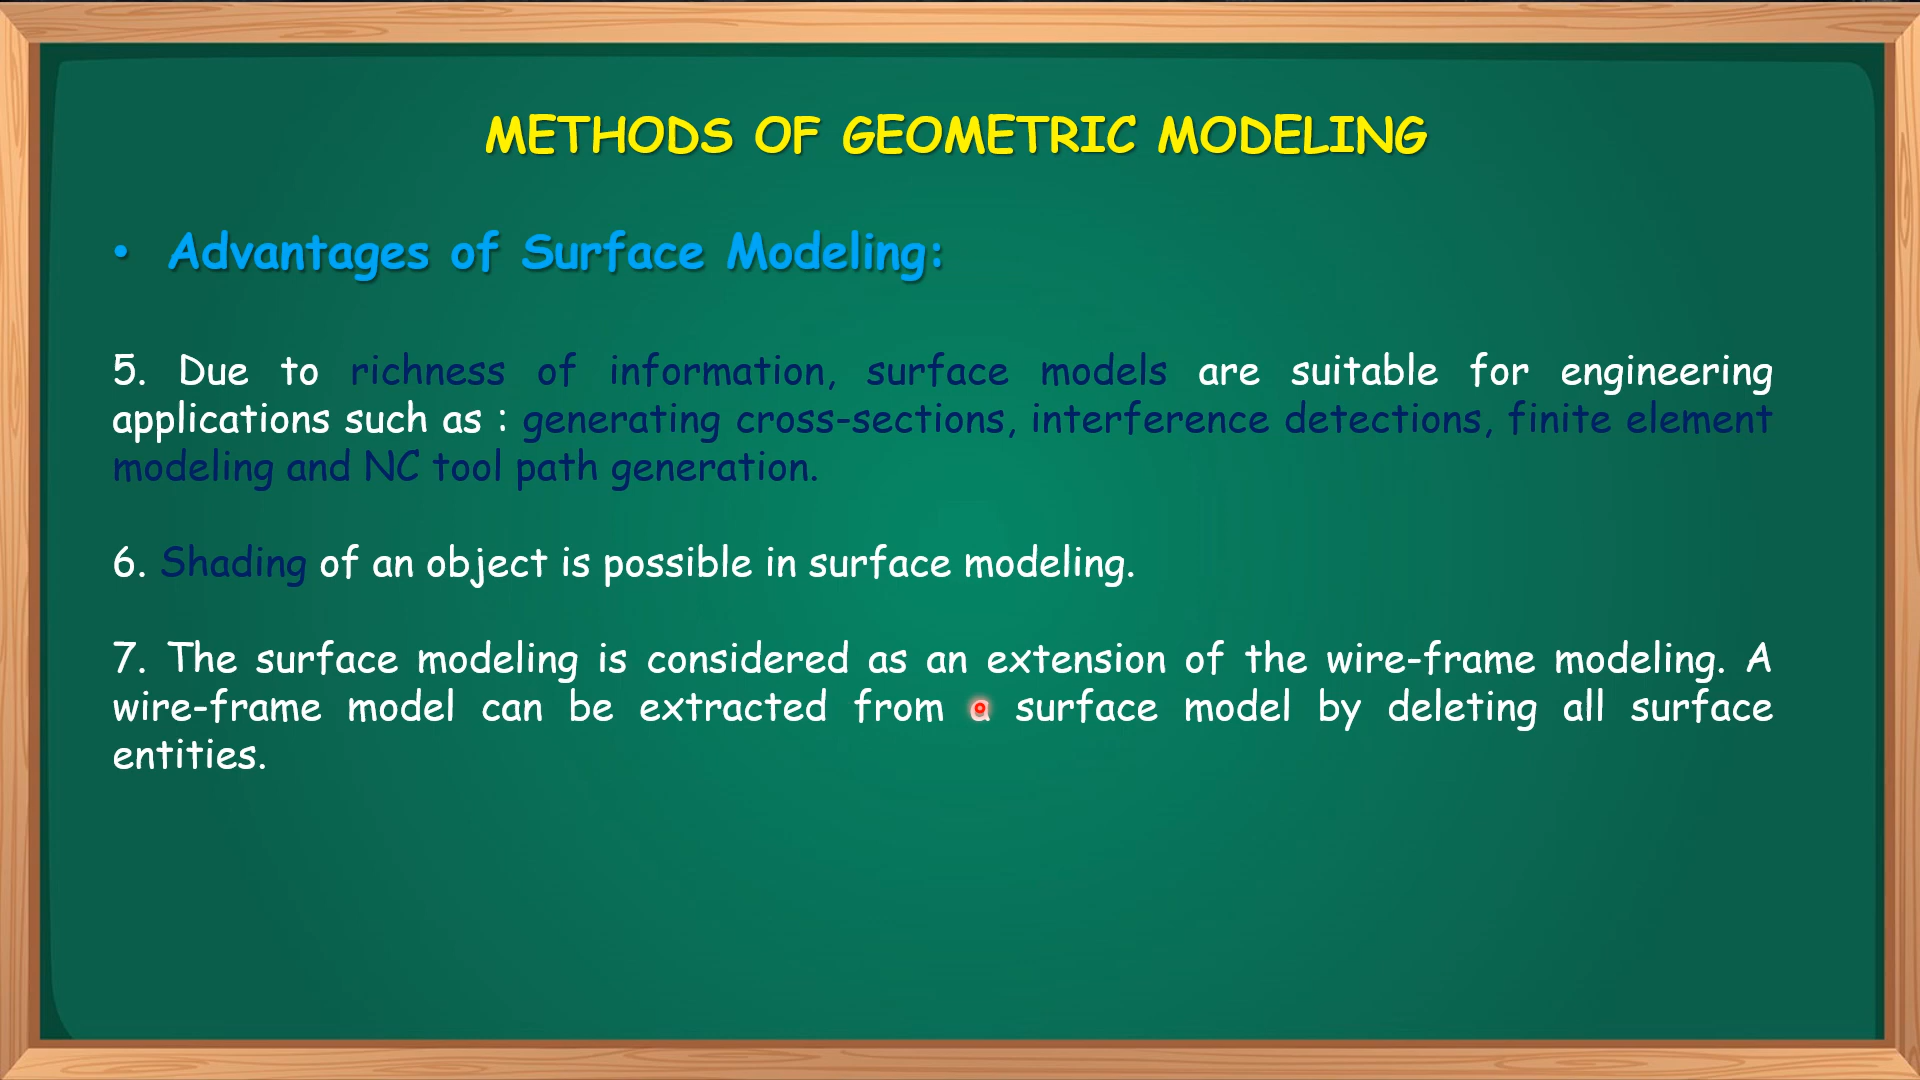 METHODS OF GEOMETRIC MODELING
• Advantages of Surface Modeling:
5. Due to richness of information, surface models are suitable for engineering
applications such as : generating cross-sections, interference detections, finite element
modeling and NC tool path generation.
6. Shading of an object is possible in surface modeling.
7. The surface modeling is considered as an extension of the wire-frame modeling. A
wire-frame model can be extracted from a surface model by deleting all surface
entities.